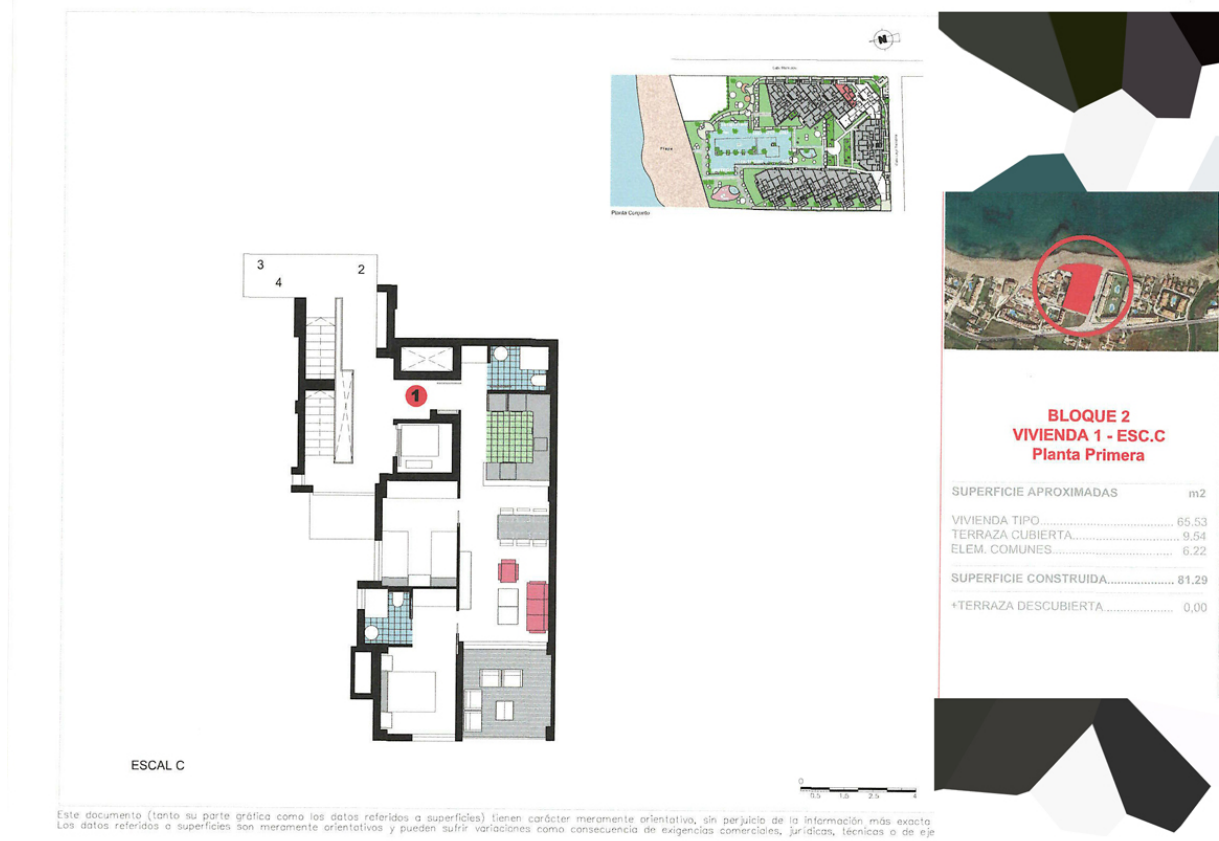 N
Playa
Planta Conjunto
3
4
2
1
ESCAL C
BLOQUE 2
VIVIENDA 1 - ESC.C
Planta Primera
SUPERFICIE APROXIMADAS m2
VIVIENDA TIPO 65.53
TERRAZA CUBIERTA 9.54
ELEM. COMUNES 6.22
SUPERFICIE CONSTRUIDA 81.29
+TERRAZA DESCUBIERTA 0,00
0
0.5 1.5 2.5 4
Este documento (tanto su parte gráfica como los datos referidos a superficies) tienen carácter meramente orientativo, sin perjuicio de la información más exacta
Los datos referidos a superficies son meramente orientativos y pueden sufrir variaciones como consecuencia de exigencias comerciales, jurídicas, técnicas o de eje